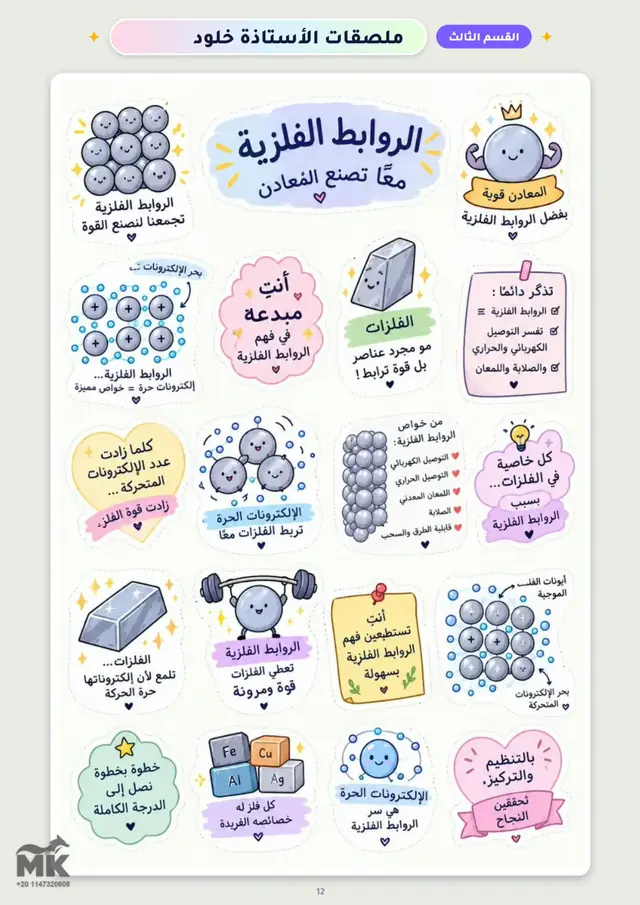 القسم الثالث
ملصقات الأستاذة خلود
المعادن قوية
بفضل الروابط الفلزية
الروابط الفلزية
معًا تصنع المُعادن
الروابط الفلزية
تجمعنا لنصنع القوة
تذكّر دائمًا :
الروابط الفلزية =
تفسر التوصيل
الكهربائي والحراري
والصلابة واللمعان
الفلزات
مو مجرد عناصر
بل قوة ترابط!
أنتِ
مبدعة
في فهم
الروابط الفلزية
بحر الإلكترونات ...
+ + +
+ + +
الروابط الفلزية...
إلكترونات حرة = خواص مميزة
كل خاصية
في الفلزات...
بسبب
الروابط الفلزية
من خواص
الروابط الفلزية:
التوصيل الكهربائي
التوصيل الحراري
اللمعان المعدني
الصلابة
قابلية الطرق والسحب
الإلكترونات الحرة
تربط الفلزات معًا
كلما زادت
عدد الإلكترونات
المتحركة...
زادت قوة الفلز
أيونات
الموجبة
+ + +
بحر الإلكترونات
المتحركة
أنتِ
تستطيعين فهم
الروابط الفلزية
بسهولة
الروابط الفلزية
تعطي الفلزات
قوة ومرونة
الفلزات...
تلمع لأن إلكتروناتها
حرة الحركة
بالتنظيم
والتركيز.
تُحققين
النجاح
الإلكترونات الحرة
هي سر
الروابط الفلزية
Fe Cu
Al Ag
كل فلز له
خصائصه الفريدة
خطوة بخطوة
نصل إلى
الدرجة الكاملة
MK
+20 1147320608
12